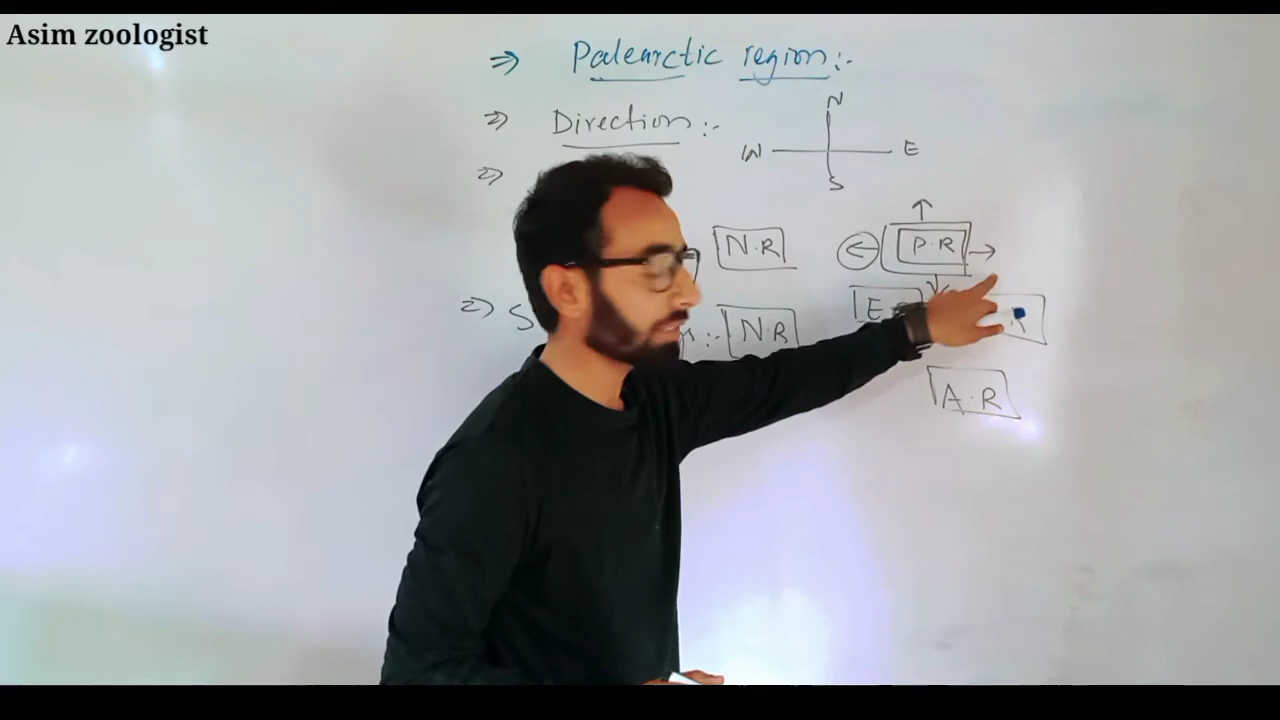 Asim zoologist
⇒ Palearctic region:-
⇒ Direction:-
N
W E
S
⇒
N.R
↑
← P.R →
↓
E
R
⇒ S :- N.R
A.R